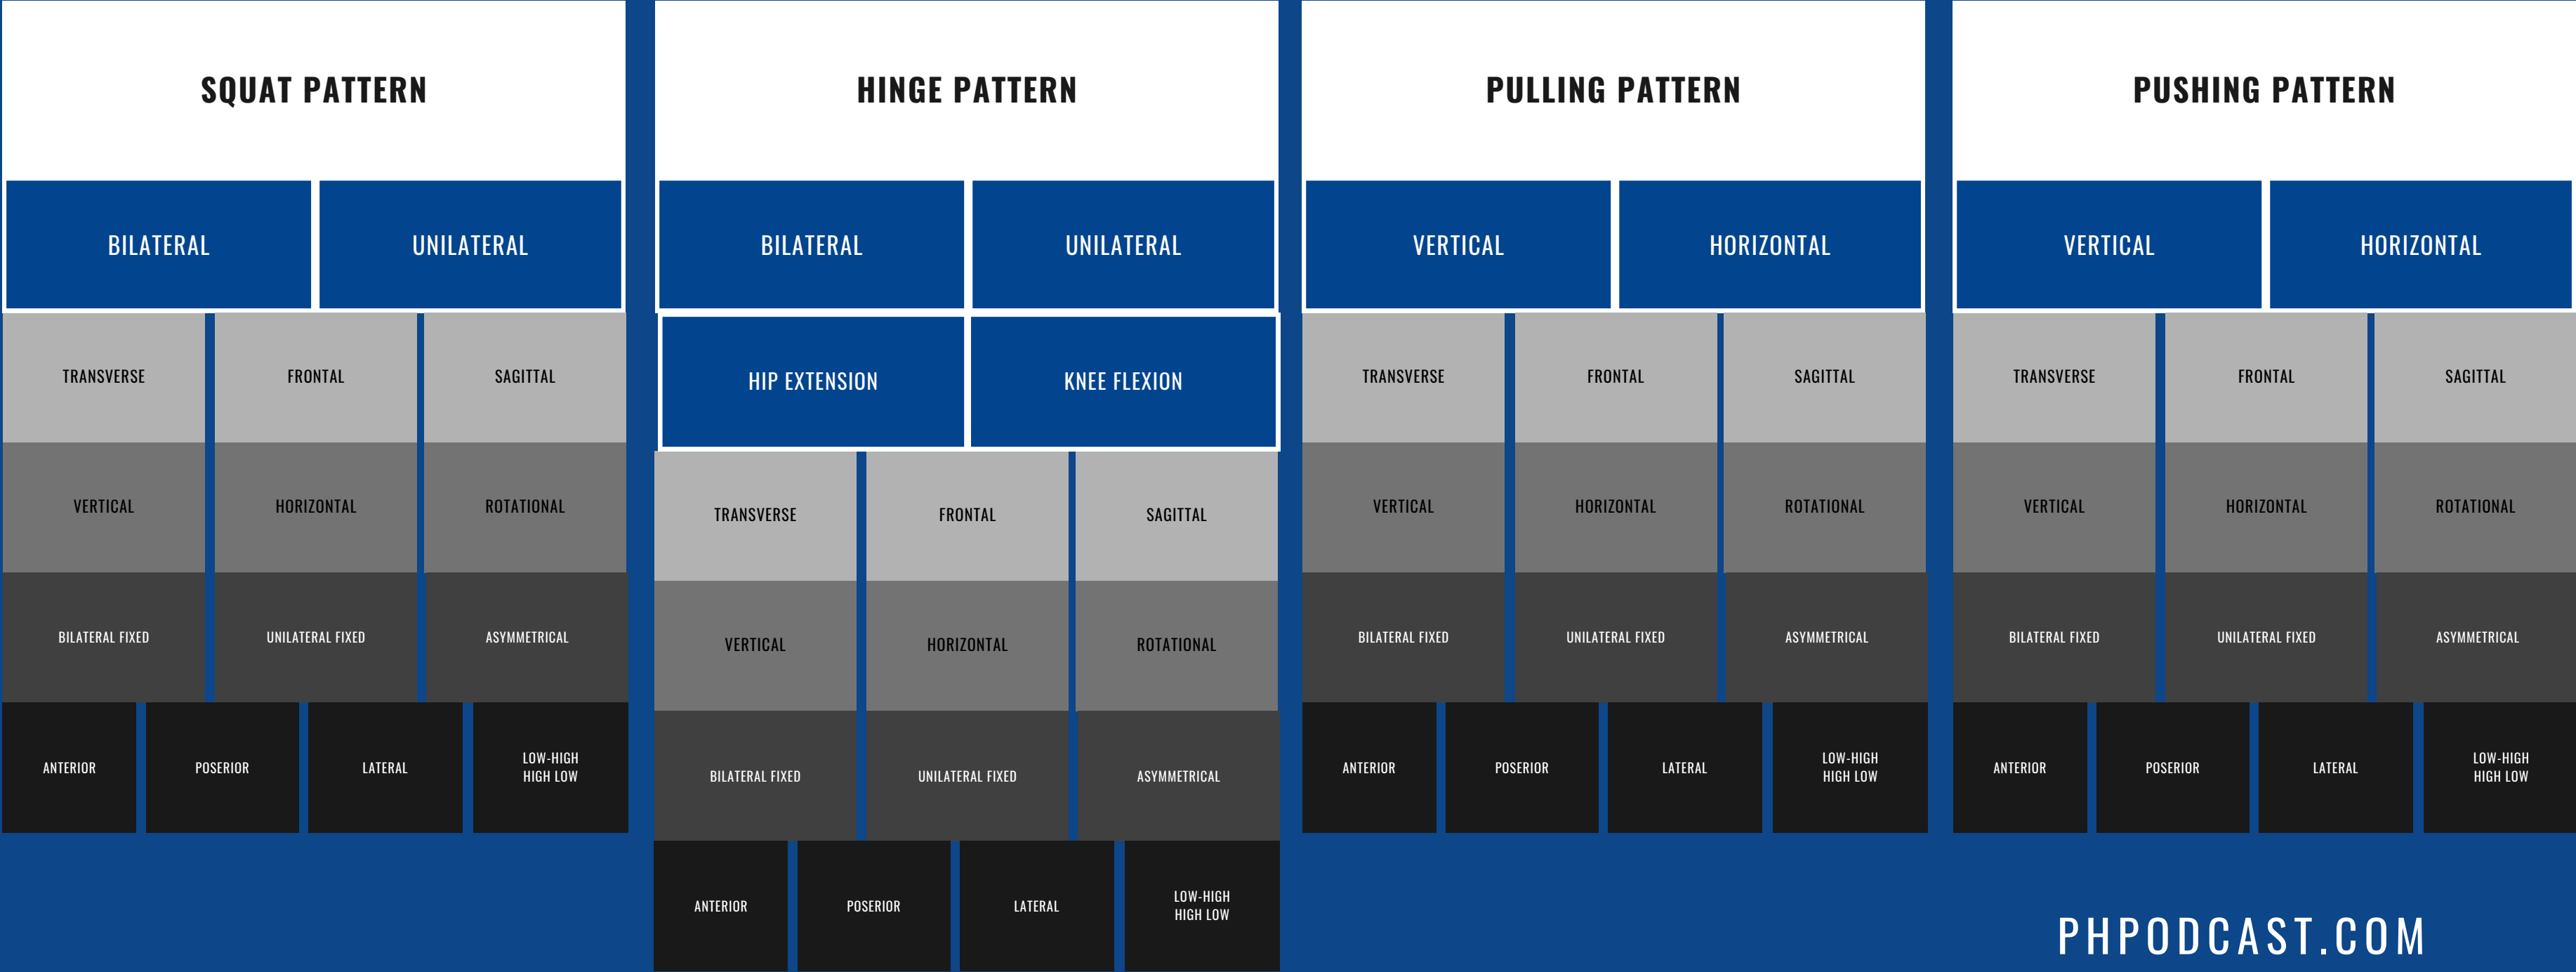 SQUAT PATTERN
BILATERAL
UNILATERAL
TRANSVERSE
FRONTAL
SAGITTAL
VERTICAL
HORIZONTAL
ROTATIONAL
BILATERAL FIXED
UNILATERAL FIXED
ASYMMETRICAL
ANTERIOR
POSERIOR
LATERAL
LOW-HIGH
HIGH LOW
HINGE PATTERN
BILATERAL
UNILATERAL
HIP EXTENSION
KNEE FLEXION
TRANSVERSE
FRONTAL
SAGITTAL
VERTICAL
HORIZONTAL
ROTATIONAL
BILATERAL FIXED
UNILATERAL FIXED
ASYMMETRICAL
ANTERIOR
POSERIOR
LATERAL
LOW-HIGH
HIGH LOW
PULLING PATTERN
VERTICAL
HORIZONTAL
TRANSVERSE
FRONTAL
SAGITTAL
VERTICAL
HORIZONTAL
ROTATIONAL
BILATERAL FIXED
UNILATERAL FIXED
ASYMMETRICAL
ANTERIOR
POSERIOR
LATERAL
LOW-HIGH
HIGH LOW
PUSHING PATTERN
VERTICAL
HORIZONTAL
TRANSVERSE
FRONTAL
SAGITTAL
VERTICAL
HORIZONTAL
ROTATIONAL
BILATERAL FIXED
UNILATERAL FIXED
ASYMMETRICAL
ANTERIOR
POSERIOR
LATERAL
LOW-HIGH
HIGH LOW
PHPODCAST.COM